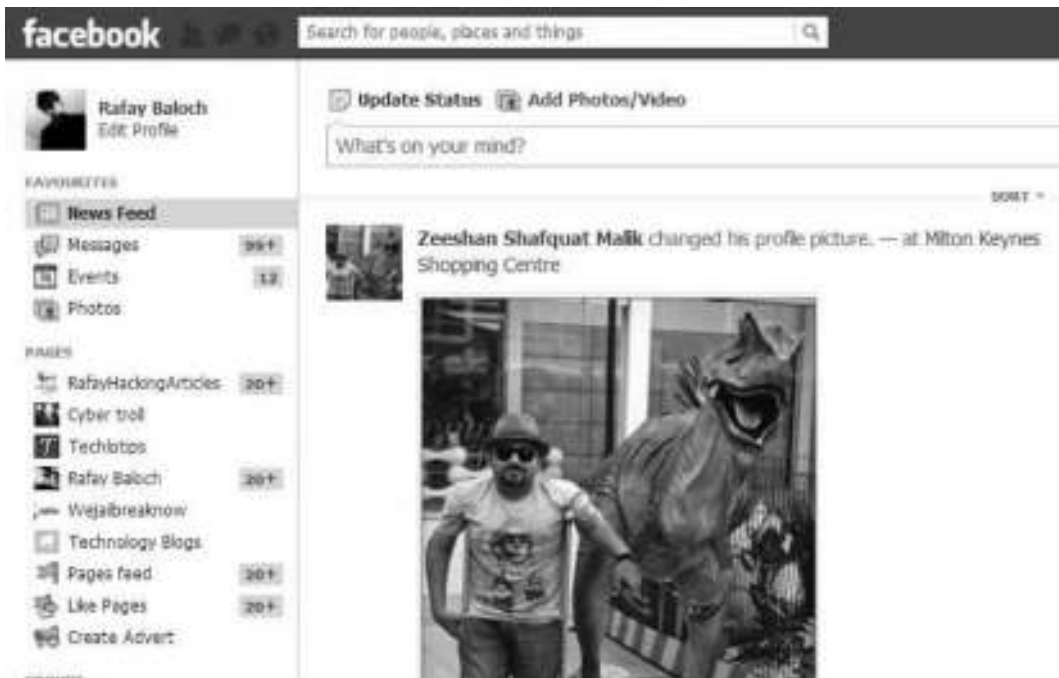 facebook
Search for people, places and things
Rafay Baloch
Edit Profile
FAVOURITES
News Feed
Messages 99+
Events 12
Photos
PAGES
RafayHackingArticles 20+
Cyber troll
Techlotips
Rafay Baloch 20+
Wejailbreaknow
Technology Blogs
Pages feed 20+
Like Pages 20+
Create Advert
Update Status Add Photos/Video
What's on your mind?
SORT
Zeeshan Shafquat Malik changed his profile picture. — at Milton Keynes
Shopping Centre